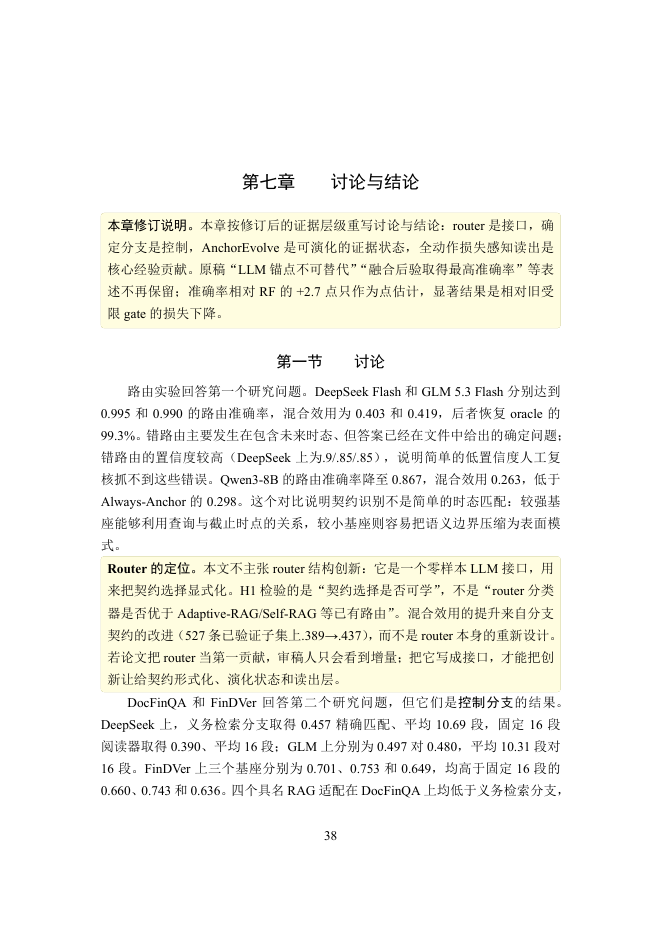 第七章　　讨论与结论
本章修订说明。本章按修订后的证据层级重写讨论与结论：router 是接口，确
定分支是控制，AnchorEvolve 是可演化的证据状态，全动作损失感知读出是
核心经验贡献。原稿“LLM 锚点不可替代”“融合后验取得最高准确率”等表
述不再保留；准确率相对 RF 的 +2.7 点只作为点估计，显著结果是相对旧受
限 gate 的损失下降。
第一节　　讨论
路由实验回答第一个研究问题。DeepSeek Flash 和 GLM 5.3 Flash 分别达到
0.995 和 0.990 的路由准确率，混合效用为 0.403 和 0.419，后者恢复 oracle 的
99.3%。错路由主要发生在包含未来时态、但答案已经在文件中给出的确定问题；
错路由的置信度较高（DeepSeek 上为.9/.85/.85），说明简单的低置信度人工复
核抓不到这些错误。Qwen3-8B 的路由准确率降至 0.867，混合效用 0.263，低于
Always-Anchor 的 0.298。这个对比说明契约识别不是简单的时态匹配：较强基
座能够利用查询与截止时点的关系，较小基座则容易把语义边界压缩为表面模
式。
Router 的定位。本文不主张 router 结构创新：它是一个零样本 LLM 接口，用
来把契约选择显式化。H1 检验的是“契约选择是否可学”，不是“router 分类
器是否优于 Adaptive-RAG/Self-RAG 等已有路由”。混合效用的提升来自分支
契约的改进（527 条已验证子集上.389→.437），而不是 router 本身的重新设计。
若论文把 router 当第一贡献，审稿人只会看到增量；把它写成接口，才能把创
新让给契约形式化、演化状态和读出层。
DocFinQA 和 FinDVer 回答第二个研究问题，但它们是控制分支的结果。
DeepSeek 上，义务检索分支取得 0.457 精确匹配、平均 10.69 段，固定 16 段
阅读器取得 0.390、平均 16 段；GLM 上分别为 0.497 对 0.480，平均 10.31 段对
16 段。FinDVer 上三个基座分别为 0.701、0.753 和 0.649，均高于固定 16 段的
0.660、0.743 和 0.636。四个具名 RAG 适配在 DocFinQA 上均低于义务检索分支，
38